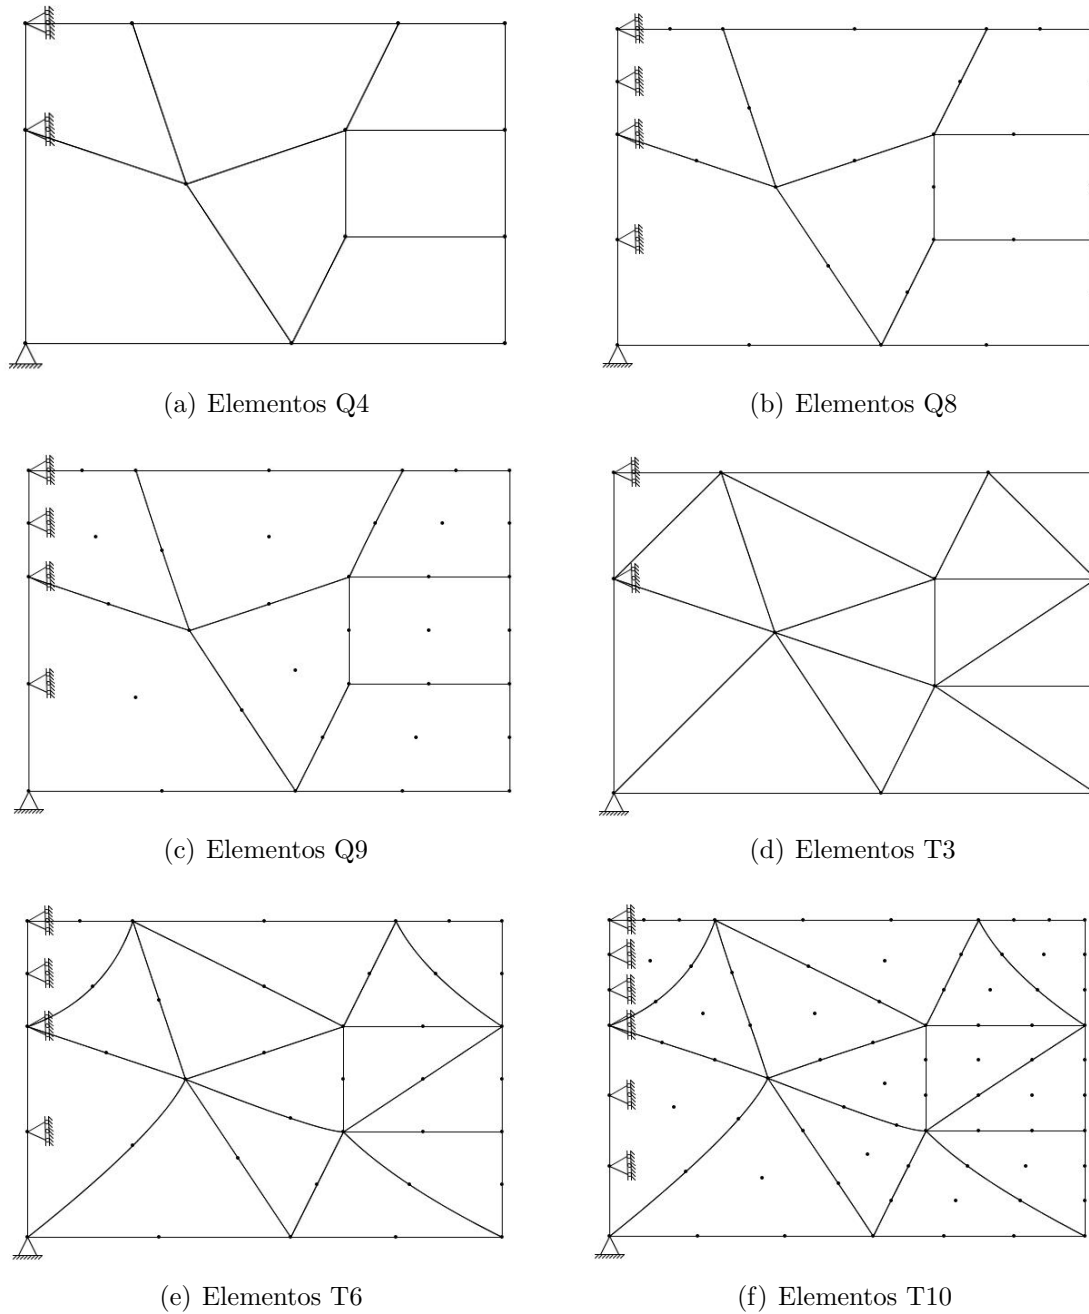 (a) Elementos Q4
(b) Elementos Q8
(c) Elementos Q9
(d) Elementos T3
(e) Elementos T6
(f) Elementos T10